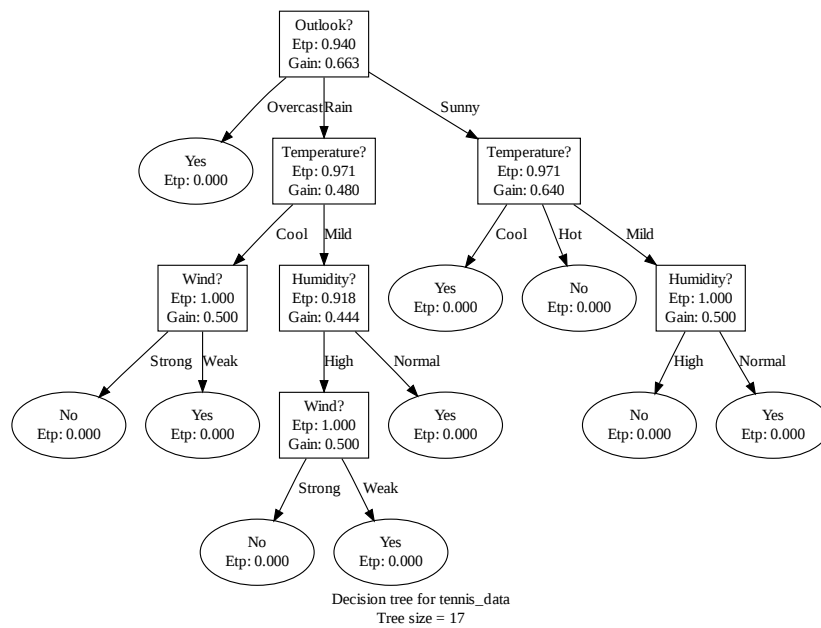 Outlook?
Etp: 0.940
Gain: 0.663
Overcast
Rain
Sunny
Yes
Etp: 0.000
Temperature?
Etp: 0.971
Gain: 0.480
Temperature?
Etp: 0.971
Gain: 0.640
Cool
Mild
Cool
Hot
Mild
Wind?
Etp: 1.000
Gain: 0.500
Humidity?
Etp: 0.918
Gain: 0.444
Yes
Etp: 0.000
No
Etp: 0.000
Humidity?
Etp: 1.000
Gain: 0.500
Strong
Weak
High
Normal
High
Normal
No
Etp: 0.000
Yes
Etp: 0.000
Wind?
Etp: 1.000
Gain: 0.500
Yes
Etp: 0.000
No
Etp: 0.000
Yes
Etp: 0.000
Strong
Weak
No
Etp: 0.000
Yes
Etp: 0.000
Decision tree for tennis_data
Tree size = 17